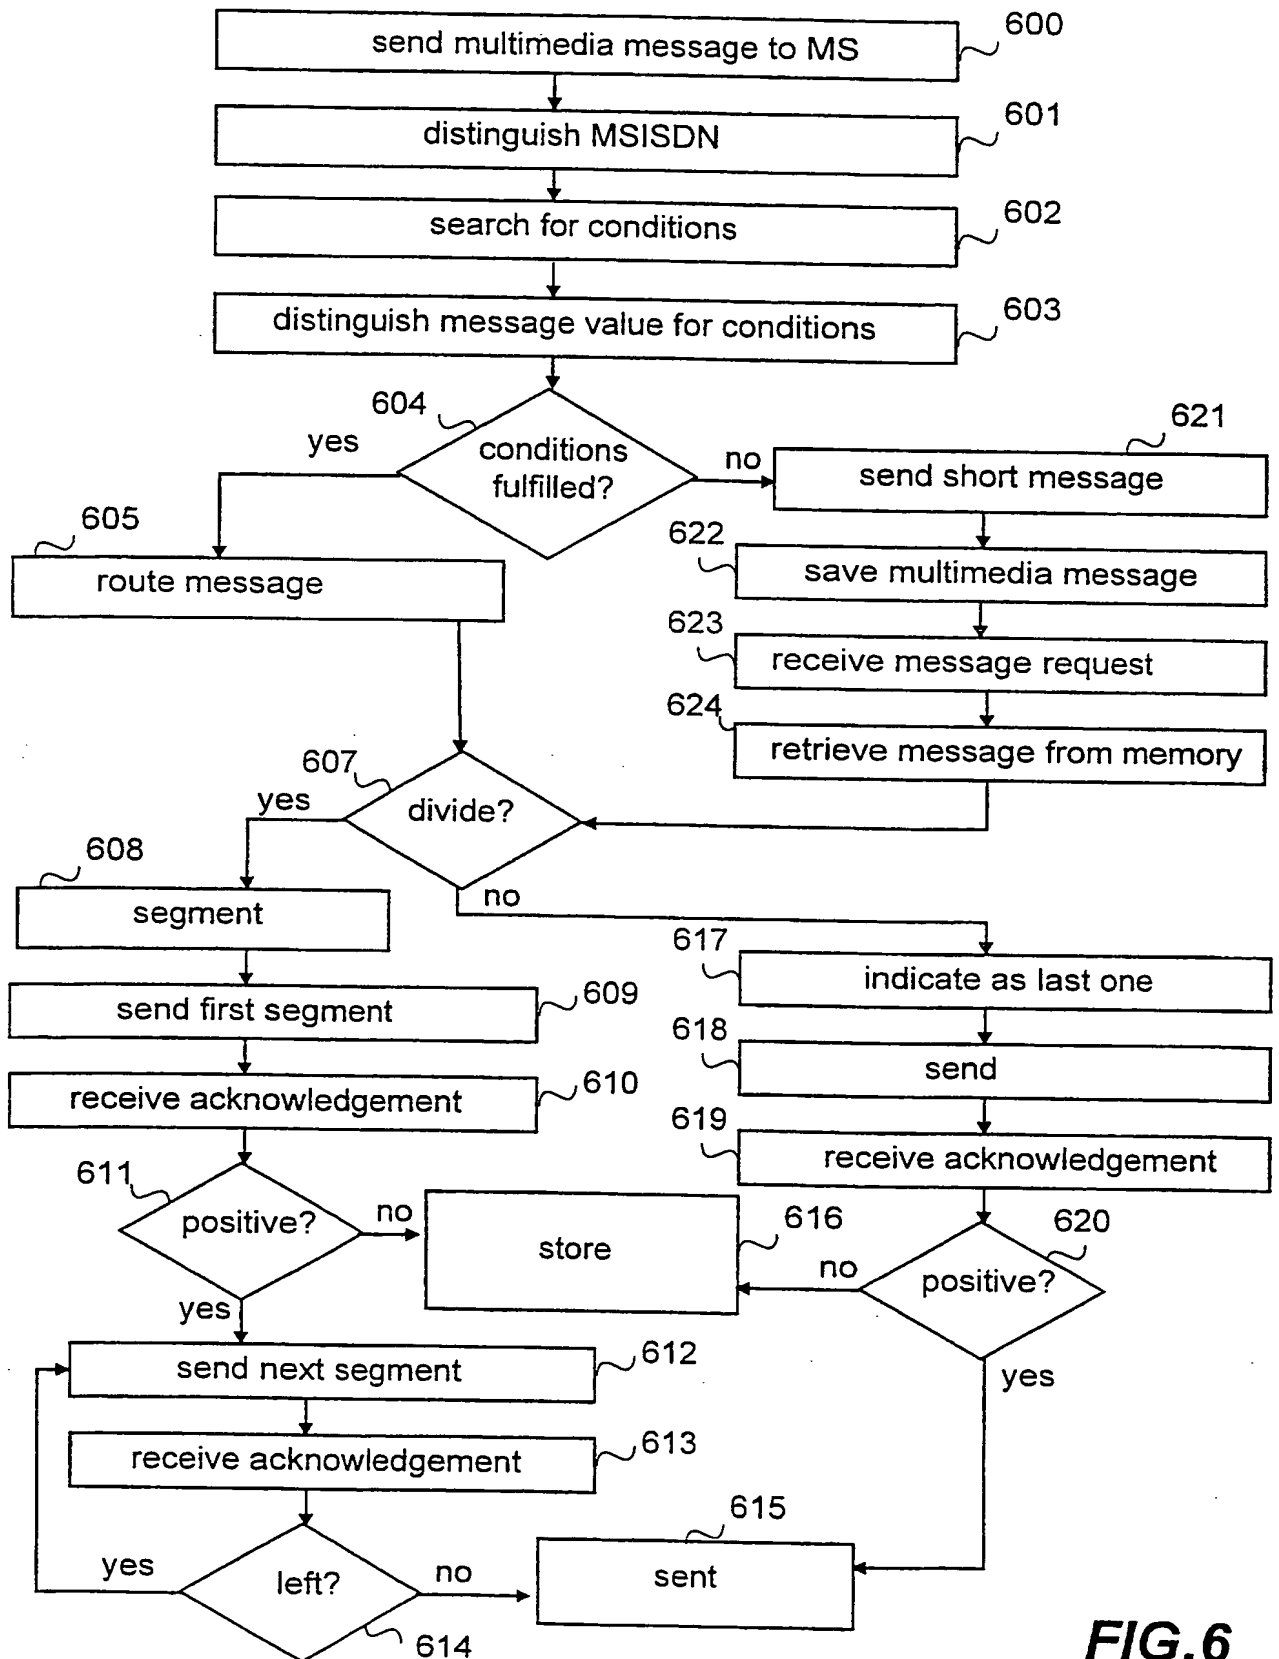 send multimedia message to MS
600
distinguish MSISDN
601
search for conditions
602
distinguish message value for conditions
603
604
conditions
fulfilled?
yes
no
621
send short message
605
route message
622
save multimedia message
623
receive message request
624
retrieve message from memory
607
divide?
yes
no
608
segment
617
indicate as last one
send first segment
609
618
send
receive acknowledgement
610
619
receive acknowledgement
611
positive?
no
yes
store
616
620
positive?
no
yes
send next segment
612
receive acknowledgement
613
left?
yes
no
614
615
sent
FIG.6